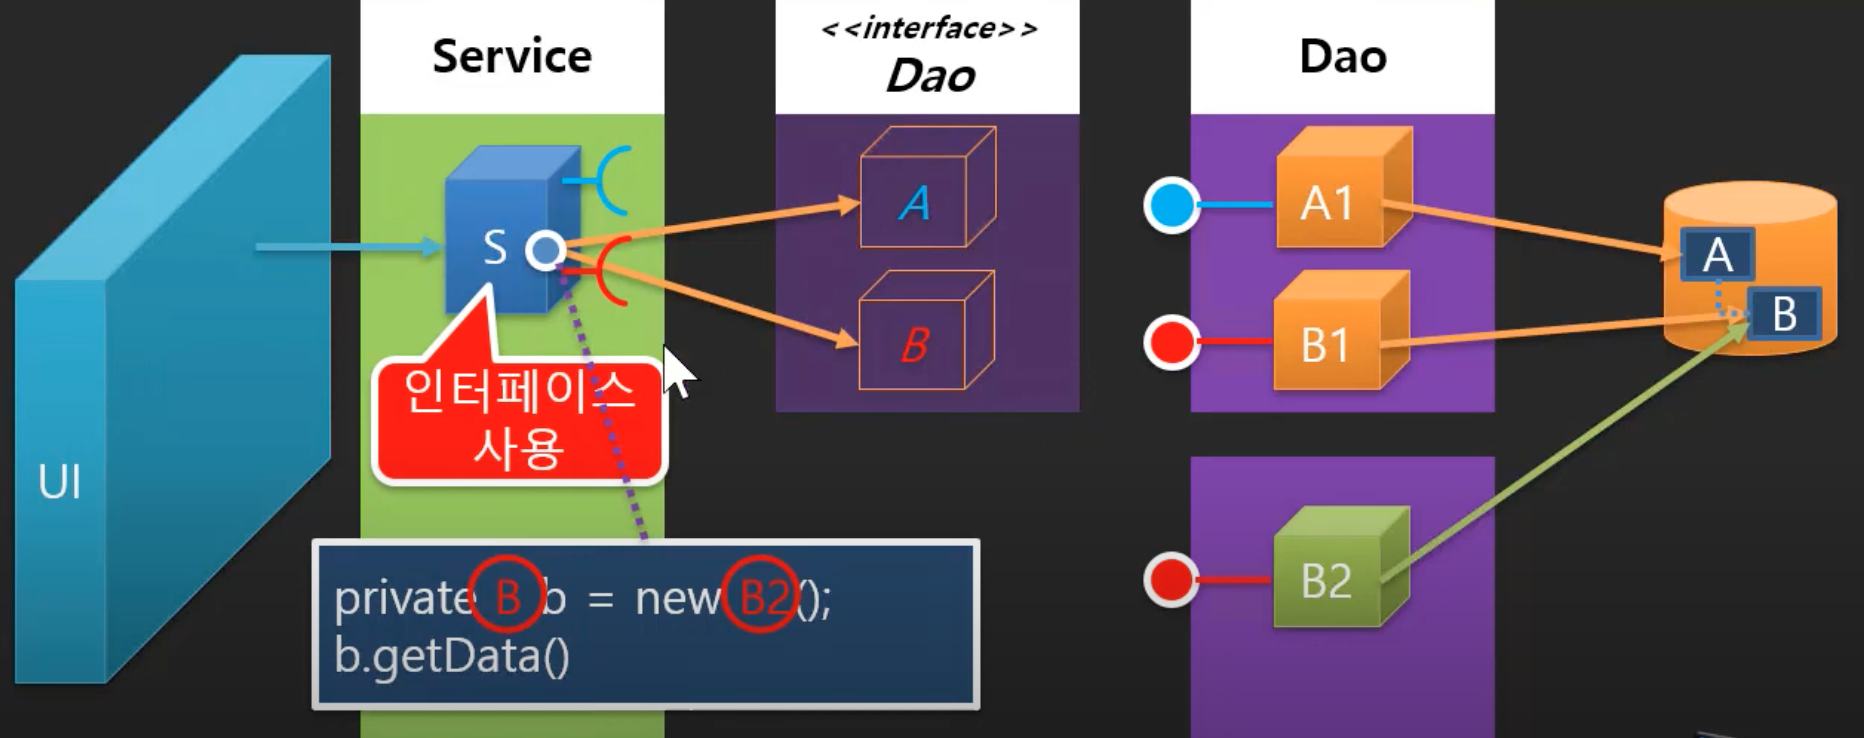 Service
<<interface>>
Dao
Dao
UI
S
A
B
A1
B1
B2
A
B
인터페이스
사용
private B b = new B2();
b.getData()